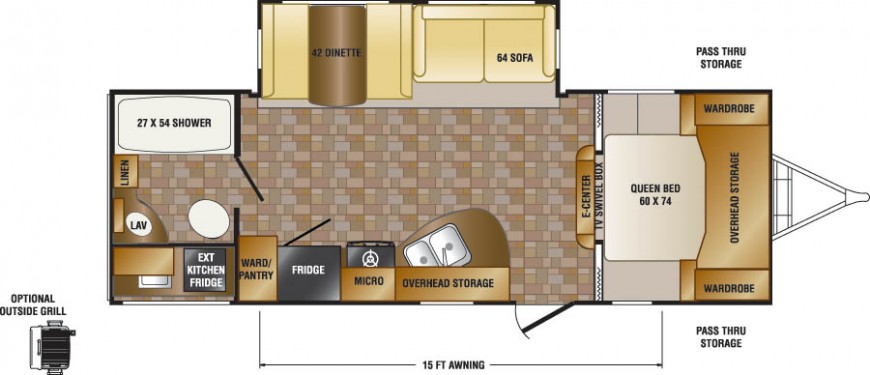 42 DINETTE
64 SOFA
PASS THRU
STORAGE
27 X 54 SHOWER
WARDROBE
LINEN
E-CENTER
TV SWIVEL BOX
QUEEN BED
60 X 74
OVERHEAD STORAGE
LAV
EXT
KITCHEN
FRIDGE
WARD/
PANTRY
FRIDGE
MICRO
OVERHEAD STORAGE
WARDROBE
OPTIONAL
OUTSIDE GRILL
PASS THRU
STORAGE
15 FT AWNING